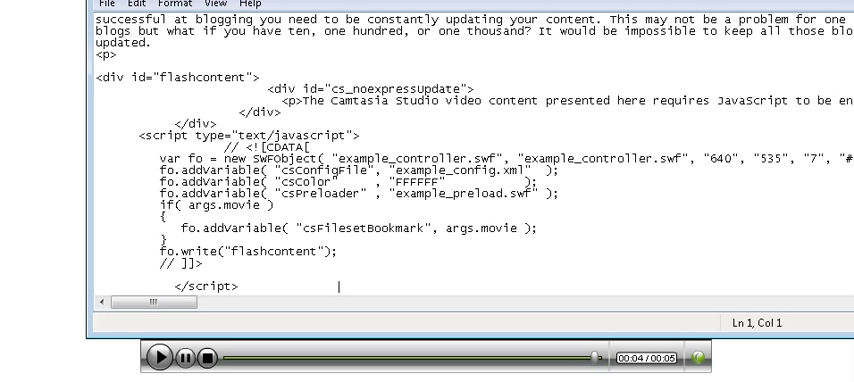 File Edit Format View Help
successful at blogging you need to be constantly updating your content. This may not be a problem for one
blogs but what if you have ten, one hundred, or one thousand? It would be impossible to keep all those blo
updated.
<p>
<div id="flashcontent">
<div id="cs_noexpressUpdate">
<p>The Camtasia Studio video content presented here requires JavaScript to be en
</div>
</div>
<script type="text/javascript">
// <![CDATA[
var fo = new SWFObject( "example_controller.swf", "example_controller.swf", "640", "535", "7", "#
fo.addVariable( "csConfigFile", "example_config.xml" );
fo.addVariable( "csColor" , "FFFFFF" );
fo.addVariable( "csPreloader" , "example_preload.swf" );
if( args.movie )
{
fo.addVariable( "csFilesetBookmark", args.movie );
}
fo.write("flashcontent");
// ]]>
</script>
Ln 1, Col 1
00:04 / 00:05